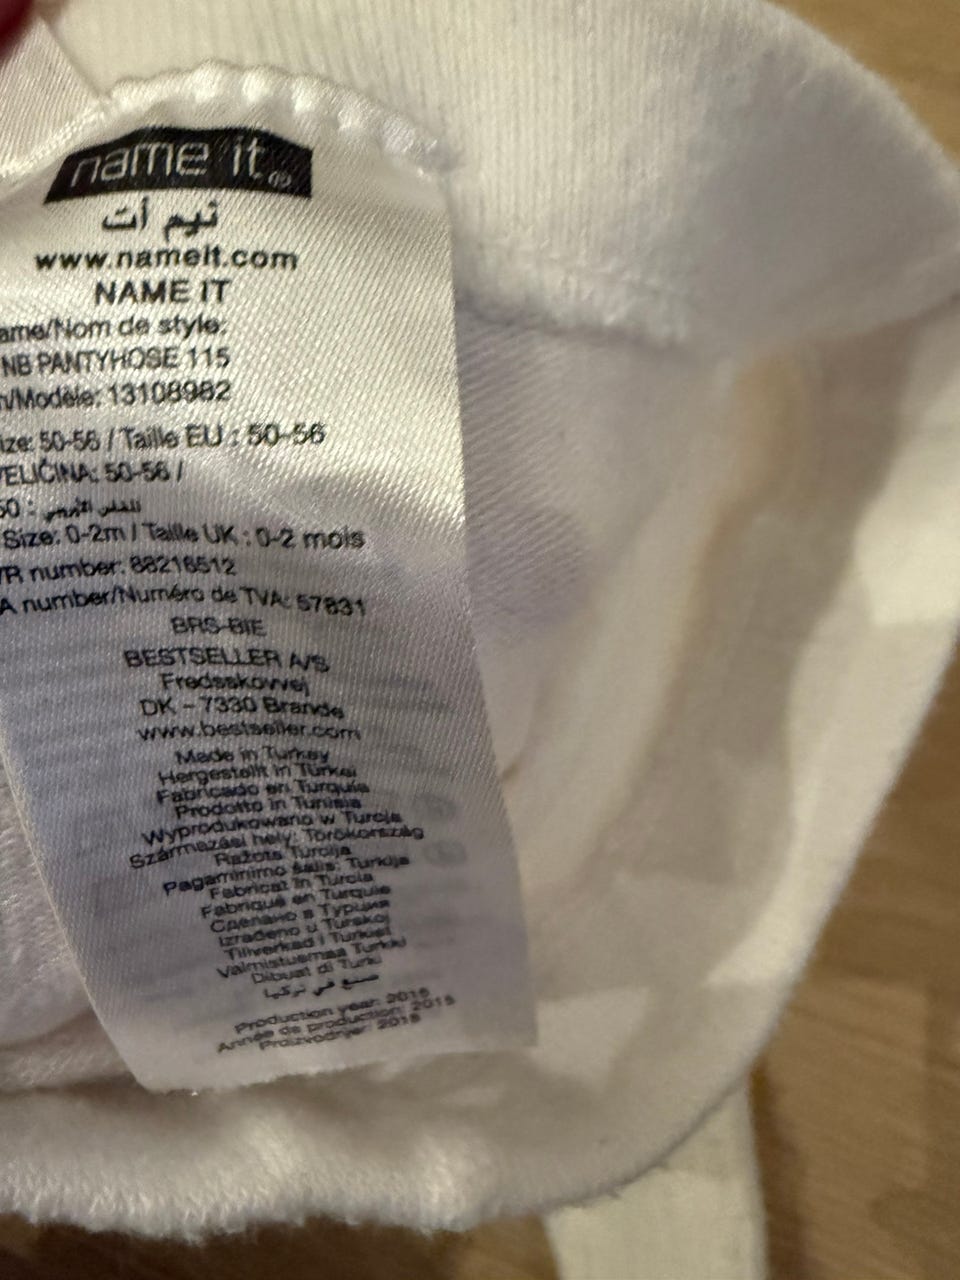 name it®
نيم أت
www.nameIt.com
NAME IT
ame/Nom de style:
NB PANTYHOSE 115
n/Modèle: 13108982
ize: 50-56 / Taille EU : 50-56
VELIČINA: 50-56 /
50 :
Size: 0-2m / Taille UK : 0-2 mois
VR number: 88216512
A number/Numéro de TVA: 57831
BRS-BIE
BESTSELLER A/S
Fredsskovvej
DK - 7330 Brande
www.bestseller.com
Made in Turkey
Hergestellt in Türkei
Fabricado en Turquía
Prodotto in Tunisia
Wyprodukowano w Turcja
Származási hely: Törökország
Ražots Turcija
Pagaminimo šalis: Turkija
Fabricat în Turcia
Fabriqué en Turquie
Сделано в Турция
Izrađeno u Turskoj
Tillverkad i Turkiet
Valmistusmaa Turkki
Dibuat di Turki
صنع في تركيا
Production year: 2015
Année de production: 2015
Proizvodnje: 2015